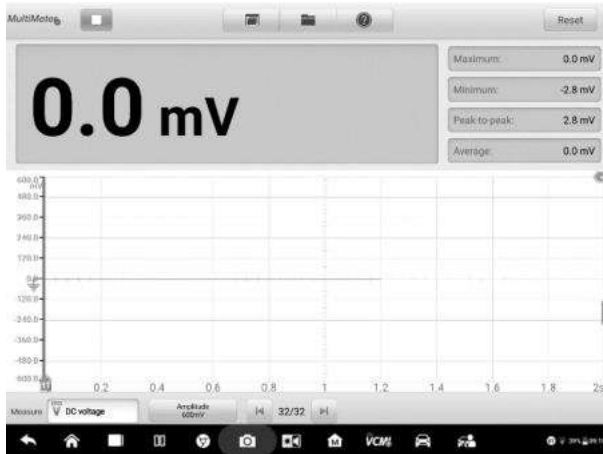 MultiMeter
Reset
0.0 mV
Maximum: 0.0 mV
Minimum: -2.8 mV
Peak-to-peak: 2.8 mV
Average: 0.0 mV
600.0
mV
480.0
360.0
240.0
120.0
0.0
-120.0
-240.0
-360.0
-480.0
0.2 0.4 0.6 0.8 1 1.2 1.4 1.6 1.8 2s
Measure DC voltage Amplitude 600mV 32/32
M VCMI